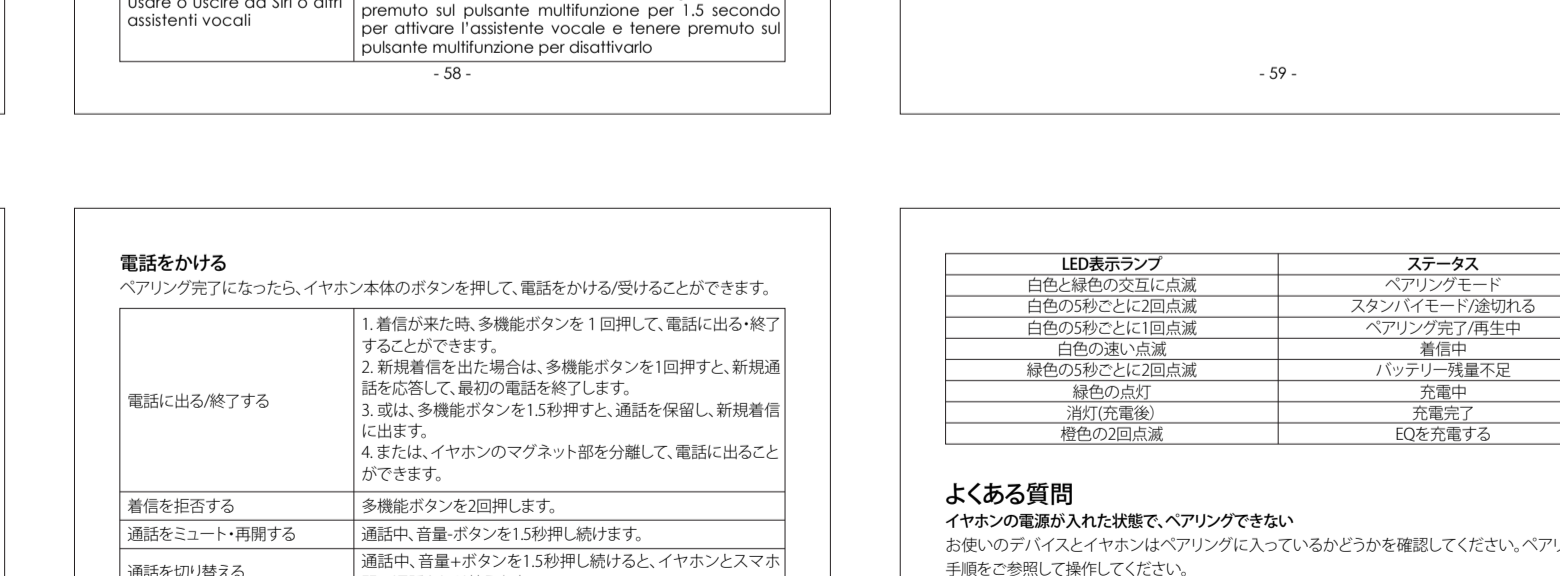 usare o uscire da Siri o altri
assistenti vocali
premuto sul pulsante multifunzione per 1.5 secondo
per attivare l’assistente vocale e tenere premuto sul
pulsante multifunzione per disattivarlo
- 58 -
- 59 -
電話をかける
ペアリング完了になったら、イヤホン本体のボタンを押して、電話をかける/受けることができます。
電話に出る/終了する
1. 着信が来た時、多機能ボタンを 1 回押して、電話に出る・終了
することができます。
2. 新規着信を出た場合は、多機能ボタンを1回押すと、新規通
話を応答して、最初の電話を終了します。
3. 或は、多機能ボタンを1.5秒押すと、通話を保留し、新規着信
に出ます。
4. または、イヤホンのマグネット部を分離して、電話に出ること
ができます。
着信を拒否する
多機能ボタンを2回押します。
通話をミュート・再開する
通話中、音量-ボタンを1.5秒押し続けます。
通話を切り替える
通話中、音量+ボタンを1.5秒押し続けると、イヤホンとスマホ
LED表示ランプ
ステータス
白色と緑色の交互に点滅
ペアリングモード
白色の5秒ごとに2回点滅
スタンバイモード/途切れる
白色の5秒ごとに1回点滅
ペアリング完了/再生中
白色の速い点滅
着信中
緑色の5秒ごとに2回点滅
バッテリー残量不足
緑色の点灯
充電中
消灯(充電後)
充電完了
橙色の2回点滅
EQを充電する
よくある質問
イヤホンの電源が入れた状態で、ペアリングできない
お使いのデバイスとイヤホンはペアリングに入っているかどうかを確認してください。ペアリ
手順をご参照して操作してください。